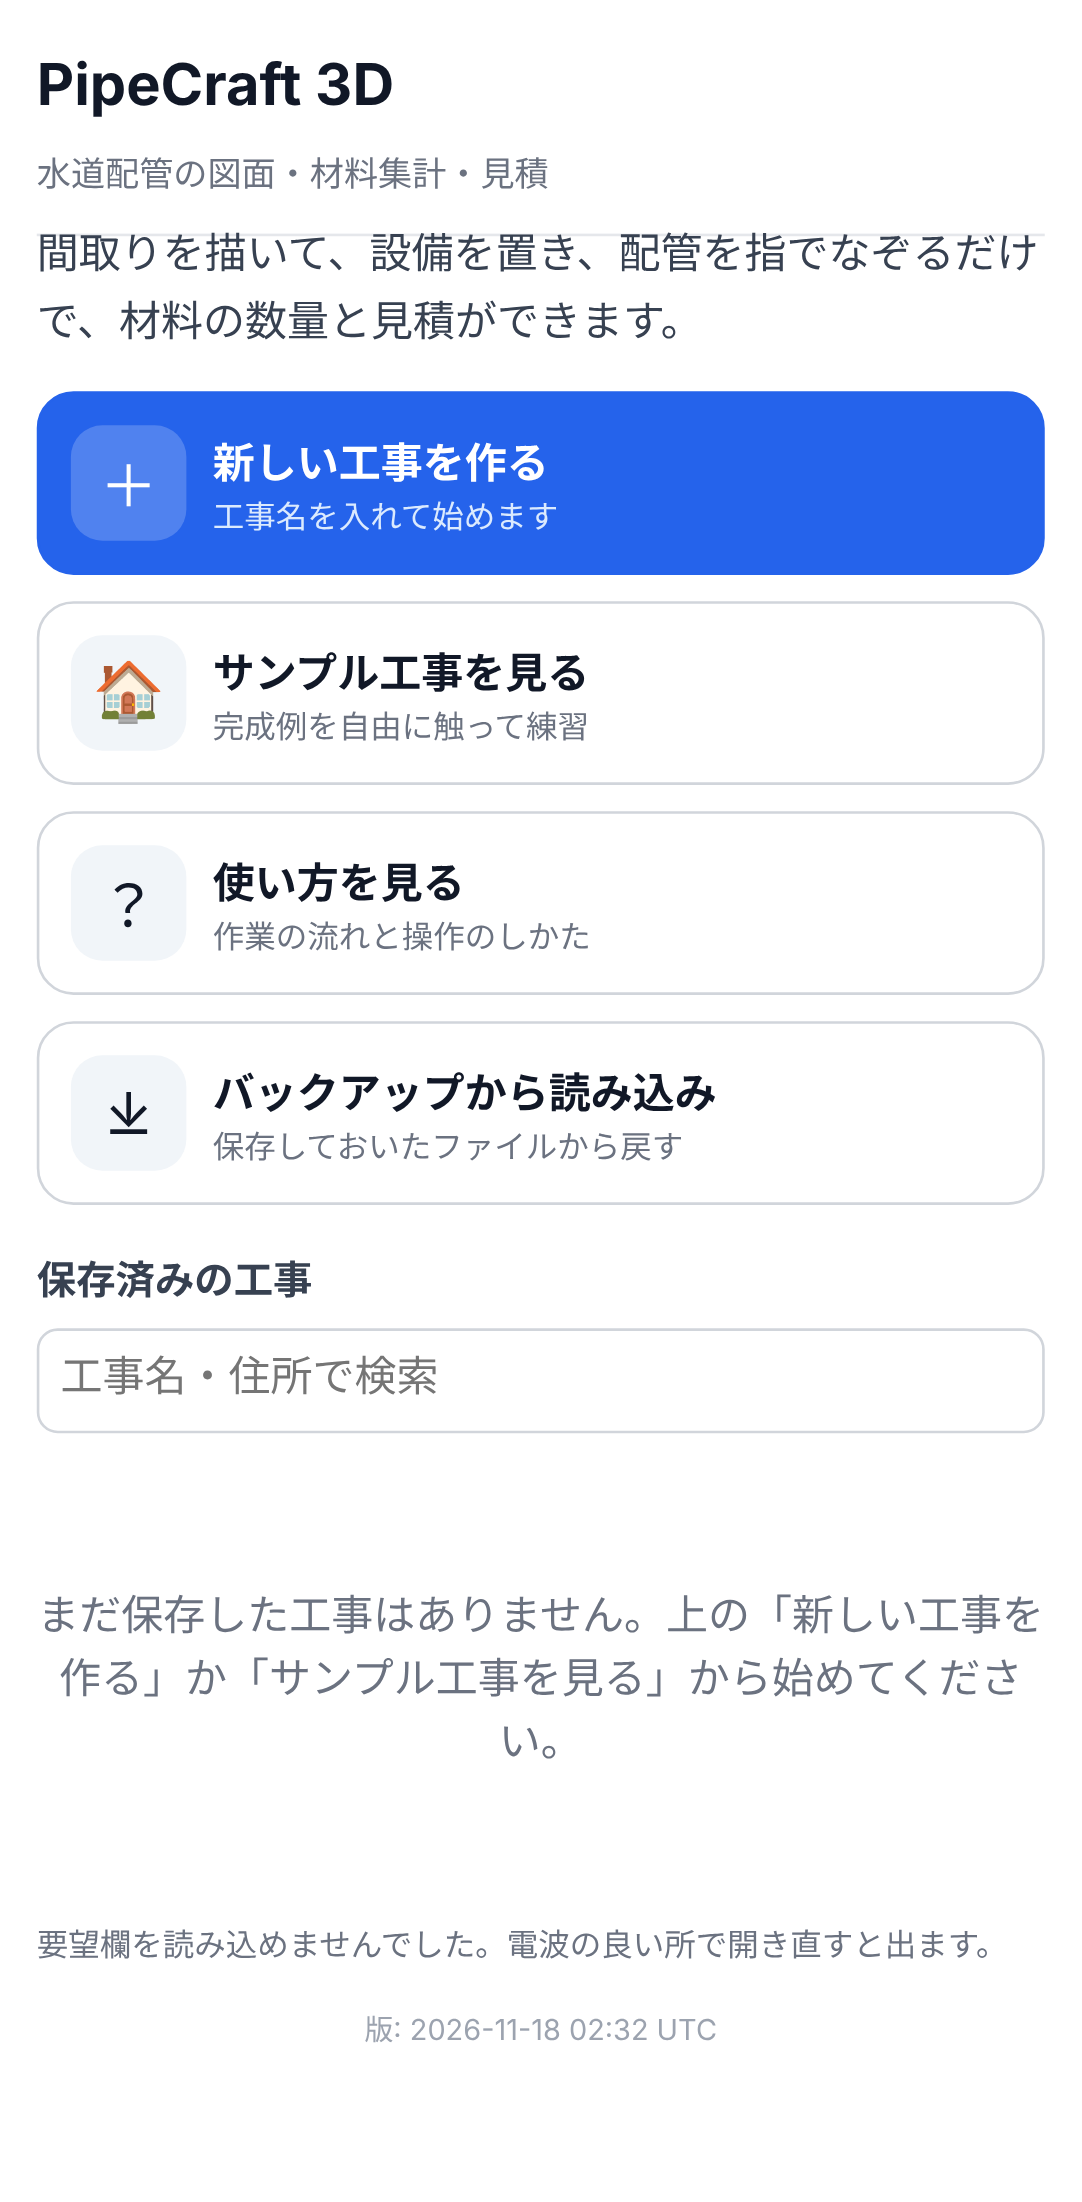 PipeCraft 3D
水道配管の図面・材料集計・見積
間取りを描いて、設備を置き、配管を指でなぞるだけ
で、材料の数量と見積ができます。
＋
新しい工事を作る
工事名を入れて始めます
サンプル工事を見る
完成例を自由に触って練習
？
使い方を見る
作業の流れと操作のしかた
バックアップから読み込み
保存しておいたファイルから戻す
保存済みの工事
工事名・住所で検索
まだ保存した工事はありません。上の「新しい工事を
作る」か「サンプル工事を見る」から始めてくださ
い。
要望欄を読み込めませんでした。電波の良い所で開き直すと出ます。
版: 2026-11-18 02:32 UTC